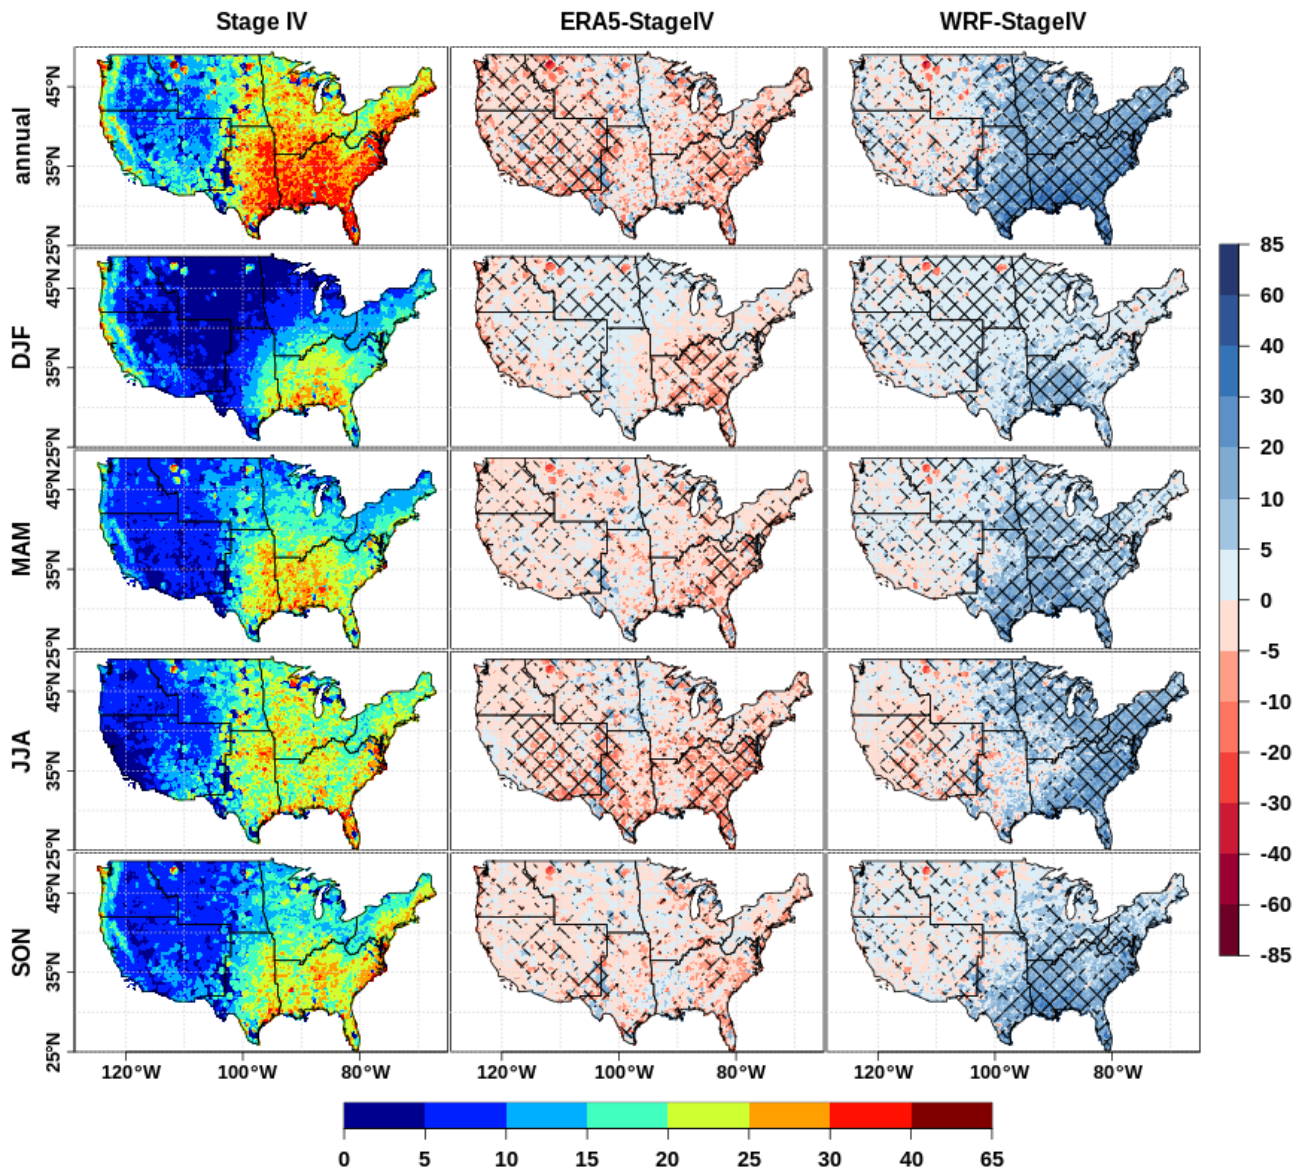 Stage IV ERA5-StageIV WRF-StageIV
annual 45°N 35°N 25°N
DJF 45°N 35°N 25°N
MAM 45°N 35°N 25°N
JJA 45°N 35°N 25°N
SON 45°N 35°N 25°N
120°W 100°W 80°W 120°W 100°W 80°W 120°W 100°W 80°W
85
60
40
30
20
10
5
0
-5
-10
-20
-30
-40
-60
-85
0 5 10 15 20 25 30 40 65